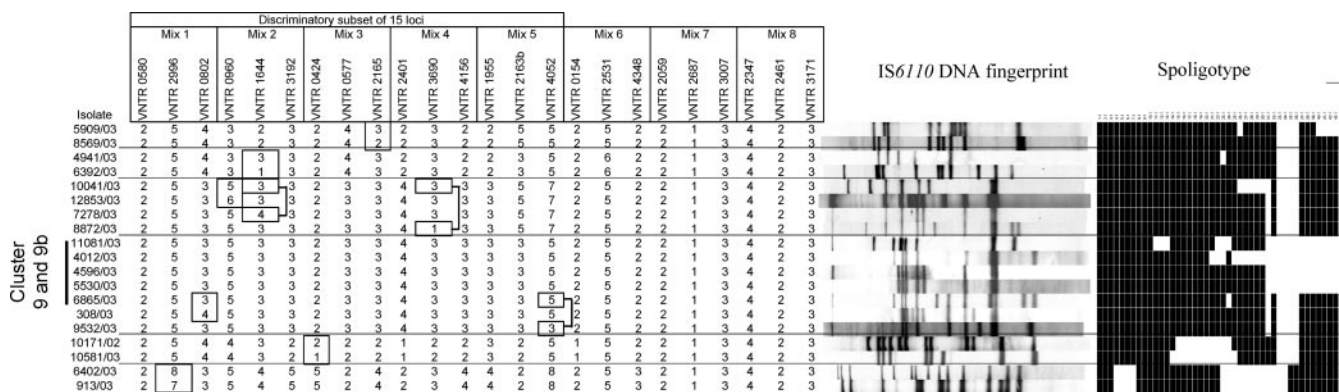 Discriminatory subset of 15 loci
Mix 1 Mix 2 Mix 3 Mix 4 Mix 5 Mix 6 Mix 7 Mix 8
Isolate VNTR 0580 VNTR 2996 VNTR 0802 VNTR 0960 VNTR 1644 VNTR 3192 VNTR 0424 VNTR 0577 VNTR 2165 VNTR 2401 VNTR 3690 VNTR 4156 VNTR 1955 VNTR 2163b VNTR 4052 VNTR 0154 VNTR 2531 VNTR 4348 VNTR 2059 VNTR 2687 VNTR 3007 VNTR 2347 VNTR 2461 VNTR 3171
IS6110 DNA fingerprint
Spoligotype
5909/03 2 5 4 3 2 3 2 4 3 2 3 2 2 5 5 2 5 2 2 1 3 4 2 3
8569/03 2 5 4 3 2 3 2 4 2 2 3 2 2 5 5 2 5 2 2 1 3 4 2 3
4941/03 2 5 4 3 3 3 2 4 3 2 3 2 2 3 5 2 6 2 2 1 3 4 2 3
6392/03 2 5 4 3 1 3 2 4 3 2 3 2 2 3 5 2 6 2 2 1 3 4 2 3
10041/03 2 5 3 5 3 3 2 3 3 4 3 3 3 5 7 2 5 2 2 1 3 4 2 3
12853/03 2 5 3 6 3 3 2 3 3 4 3 3 3 5 7 2 5 2 2 1 3 4 2 3
7278/03 2 5 3 5 4 3 2 3 3 4 3 3 3 5 7 2 5 2 2 1 3 4 2 3
8872/03 2 5 3 5 3 3 2 3 3 4 1 3 3 5 7 2 5 2 2 1 3 4 2 3
Cluster
9 and 9b
11081/03 2 5 3 5 3 3 2 3 3 4 3 3 3 3 5 2 5 2 2 1 3 4 2 3
4012/03 2 5 3 5 3 3 2 3 3 4 3 3 3 3 5 2 5 2 2 1 3 4 2 3
4596/03 2 5 3 5 3 3 2 3 3 4 3 3 3 3 5 2 5 2 2 1 3 4 2 3
5530/03 2 5 3 5 3 3 2 3 3 4 3 3 3 3 5 2 5 2 2 1 3 4 2 3
6865/03 2 5 3 5 3 3 2 3 3 4 3 3 3 3 5 2 5 2 2 1 3 4 2 3
308/03 2 5 4 5 3 3 2 3 3 4 3 3 3 3 5 2 5 2 2 1 3 4 2 3
9532/03 2 5 3 5 3 3 2 3 3 4 3 3 3 3 3 2 5 2 2 1 3 4 2 3
10171/02 2 5 4 4 3 2 2 2 2 1 2 2 3 2 5 1 5 2 2 1 3 4 2 3
10581/03 2 5 4 4 3 2 1 2 2 1 2 2 3 2 5 1 5 2 2 1 3 4 2 3
6402/03 2 8 3 5 4 5 5 2 4 2 3 4 4 2 8 2 5 2 2 1 3 4 2 3
913/03 2 7 3 5 4 5 5 2 4 2 3 4 4 2 8 2 5 2 2 1 3 4 2 3